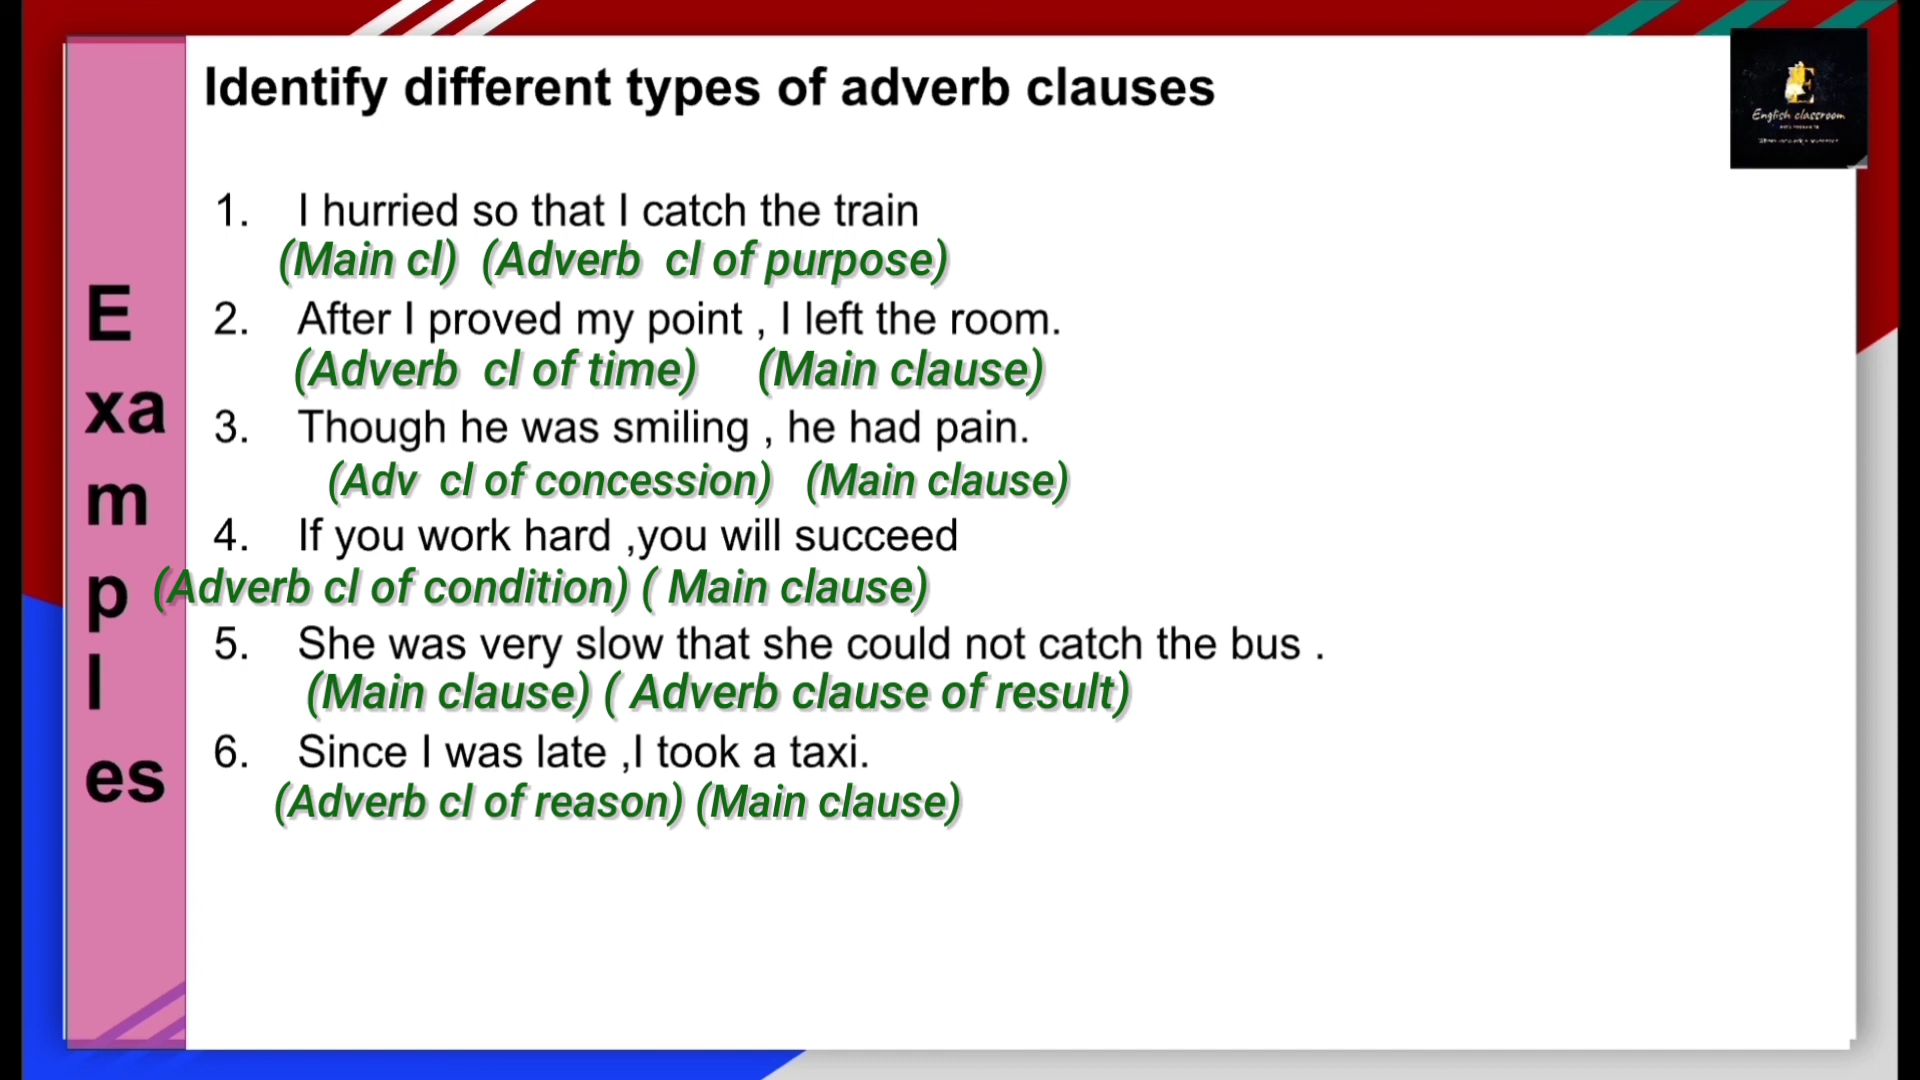 Identify different types of adverb clauses
English classroom
1. I hurried so that I catch the train
(Main cl) (Adverb cl of purpose)
2. After I proved my point , I left the room.
(Adverb cl of time) (Main clause)
3. Though he was smiling , he had pain.
(Adv cl of concession) (Main clause)
4. If you work hard ,you will succeed
(Adverb cl of condition) ( Main clause)
5. She was very slow that she could not catch the bus .
(Main clause) ( Adverb clause of result)
6. Since I was late ,I took a taxi.
(Adverb cl of reason) (Main clause)
E
xa
m
p
l
es